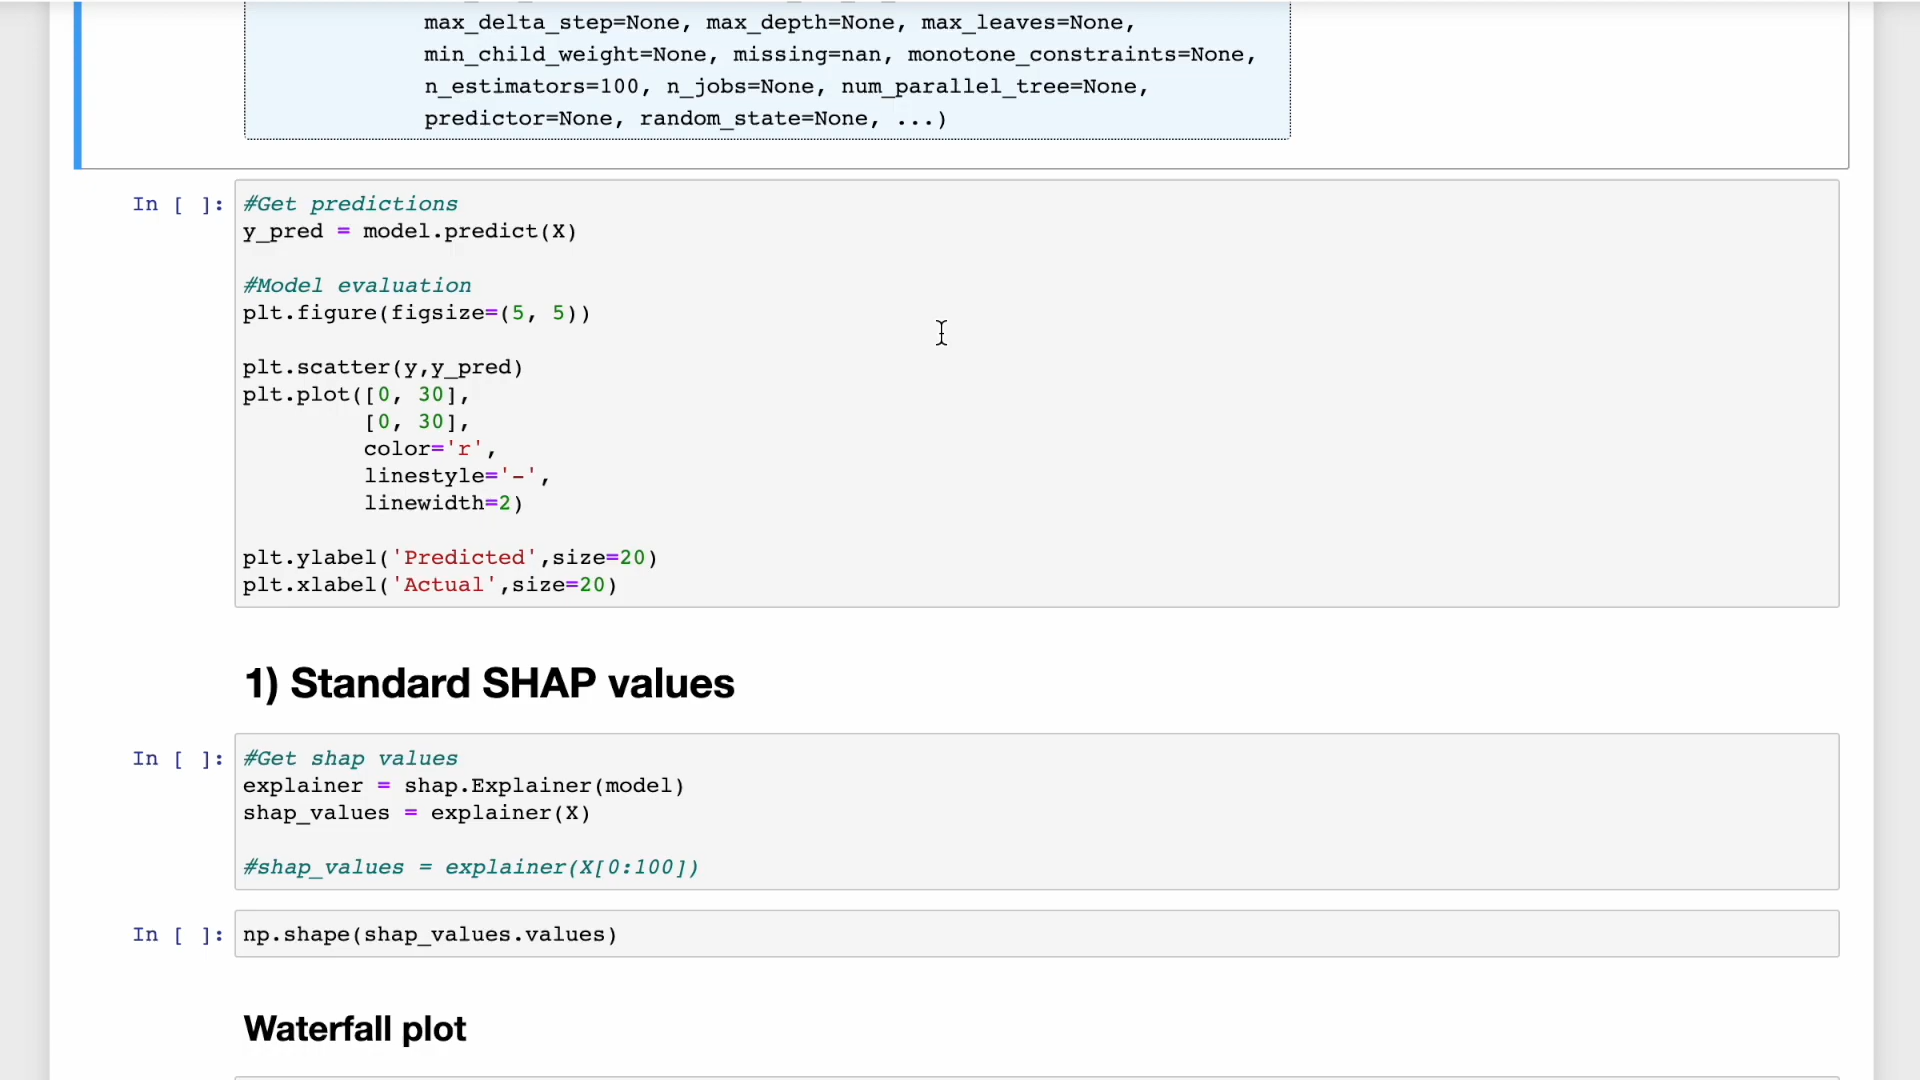 max_delta_step=None, max_depth=None, max_leaves=None,
min_child_weight=None, missing=nan, monotone_constraints=None,
n_estimators=100, n_jobs=None, num_parallel_tree=None,
predictor=None, random_state=None, ...)
In [ ]:
#Get predictions
y_pred = model.predict(X)
#Model evaluation
plt.figure(figsize=(5, 5))
plt.scatter(y,y_pred)
plt.plot([0, 30],
[0, 30],
color='r',
linestyle='-',
linewidth=2)
plt.ylabel('Predicted',size=20)
plt.xlabel('Actual',size=20)
1) Standard SHAP values
In [ ]:
#Get shap values
explainer = shap.Explainer(model)
shap_values = explainer(X)
#shap_values = explainer(X[0:100])
In [ ]:
np.shape(shap_values.values)
Waterfall plot